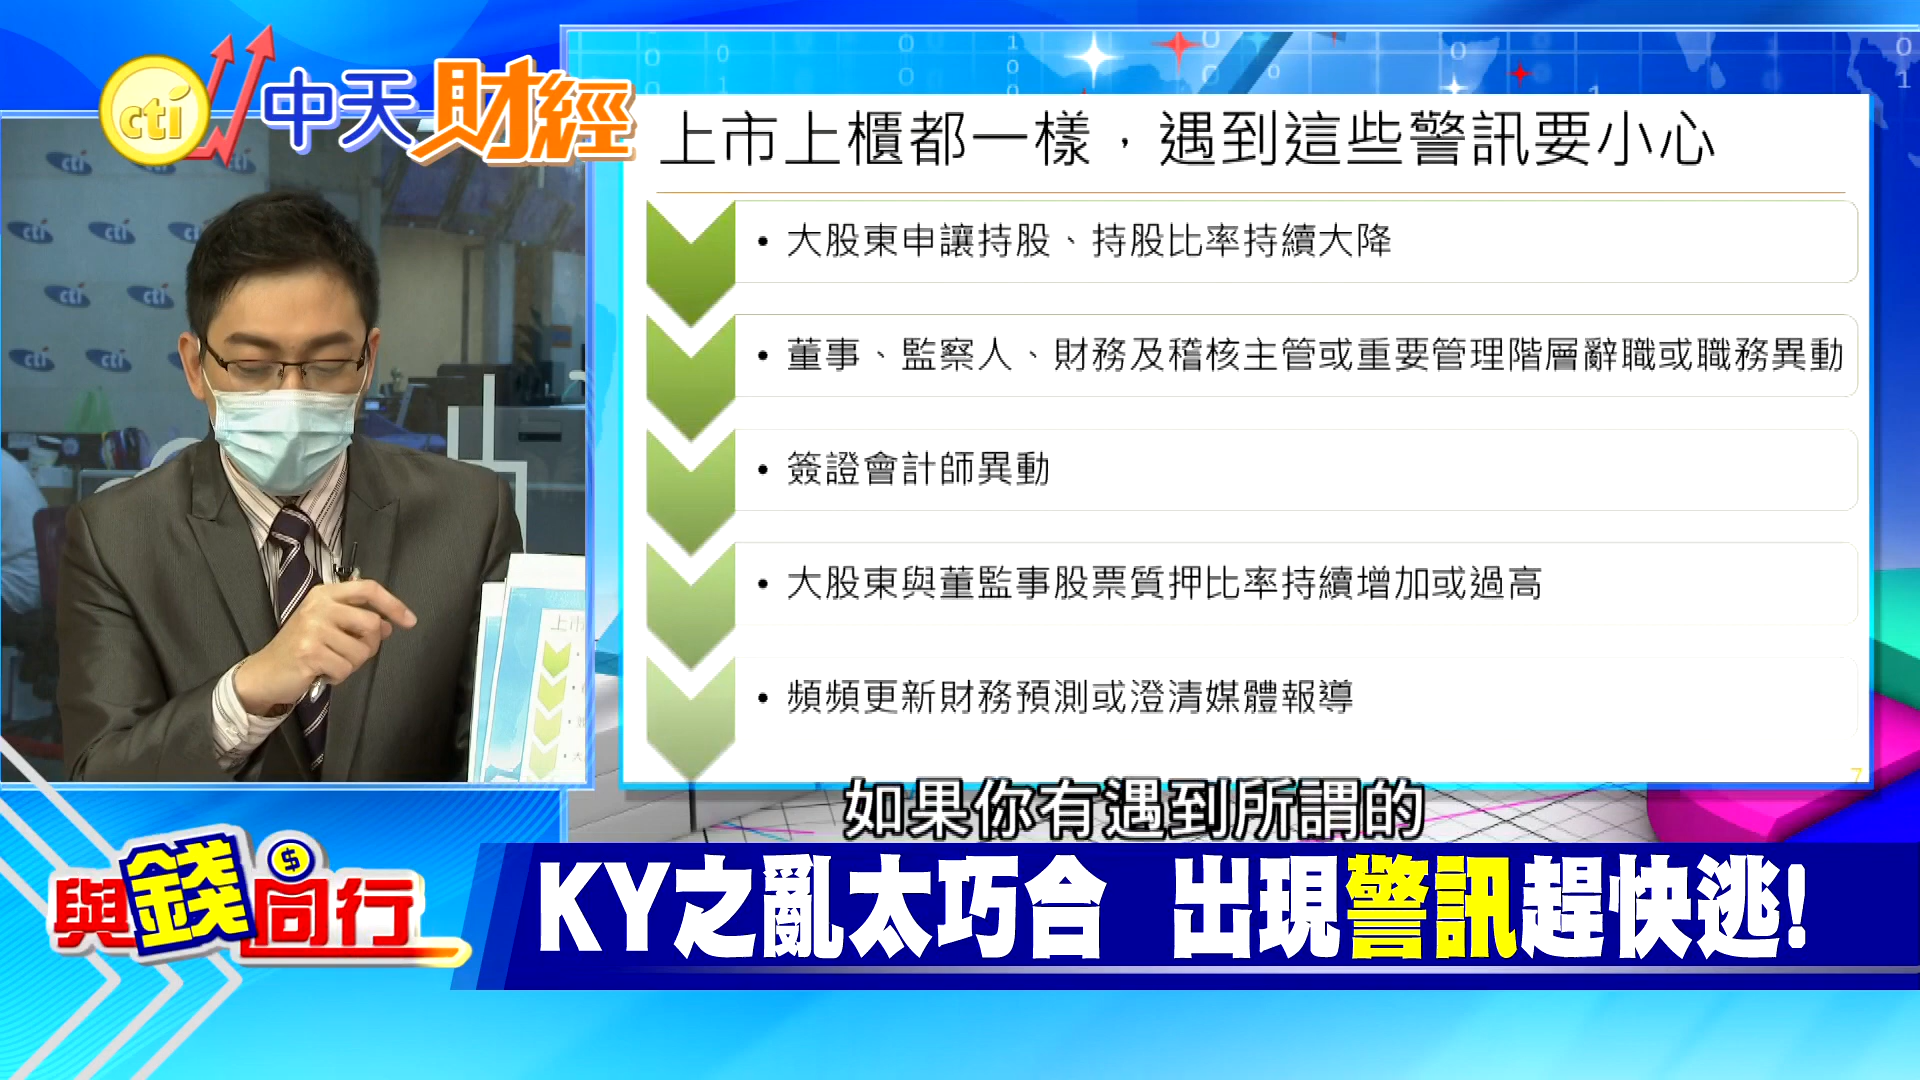 cti 中天財經
上市上櫃都一樣，遇到這些警訊要小心
• 大股東申讓持股、持股比率持續大降
• 董事、監察人、財務及稽核主管或重要管理階層辭職或職務異動
• 簽證會計師異動
• 大股東與董監事股票質押比率持續增加或過高
• 頻頻更新財務預測或澄清媒體報導
7
如果你有遇到所謂的
與錢同行
KY之亂太巧合 出現警訊趕快逃!